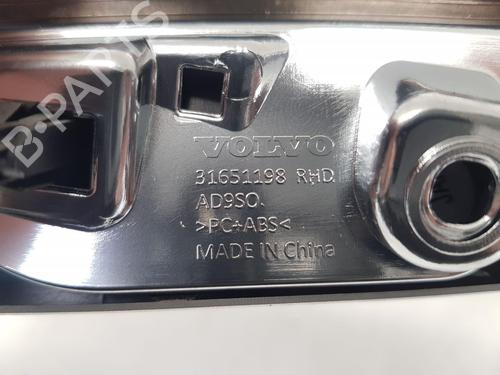 B-PARTS
VOLVO
31651198 RHD.
AD9SO.
>PC+ABS<
MADE IN China